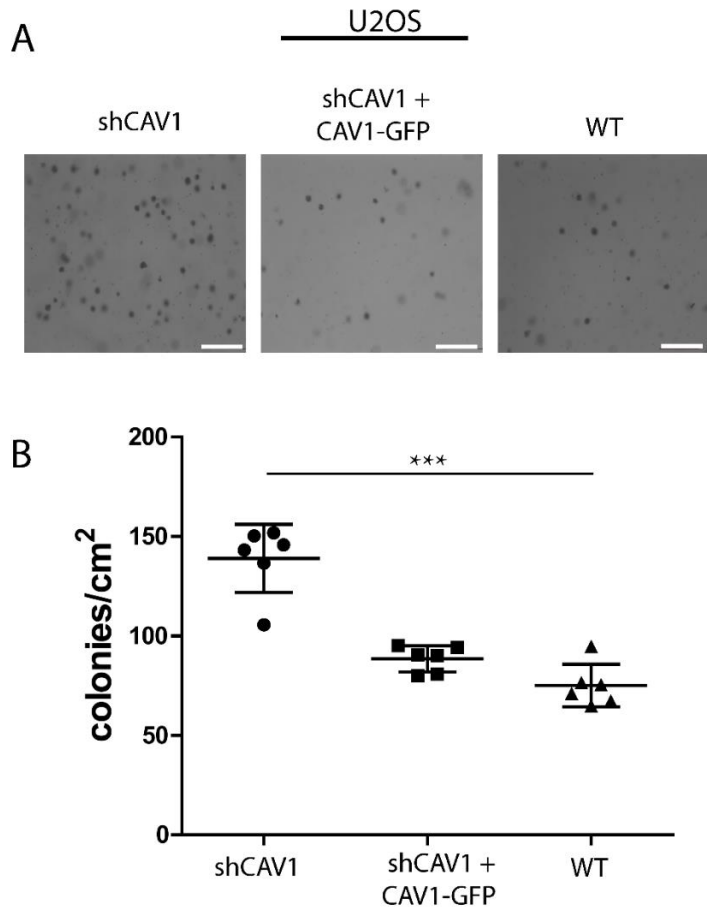 A
U2OS
shCAV1
shCAV1 +
CAV1-GFP
WT
B
200
150
100
50
0
colonies/cm²
***
shCAV1
shCAV1 +
CAV1-GFP
WT